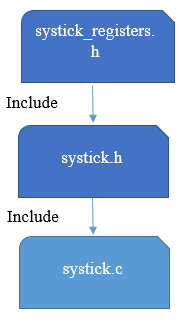 systick_registers.
h
Include
systick.h
Include
systick.c